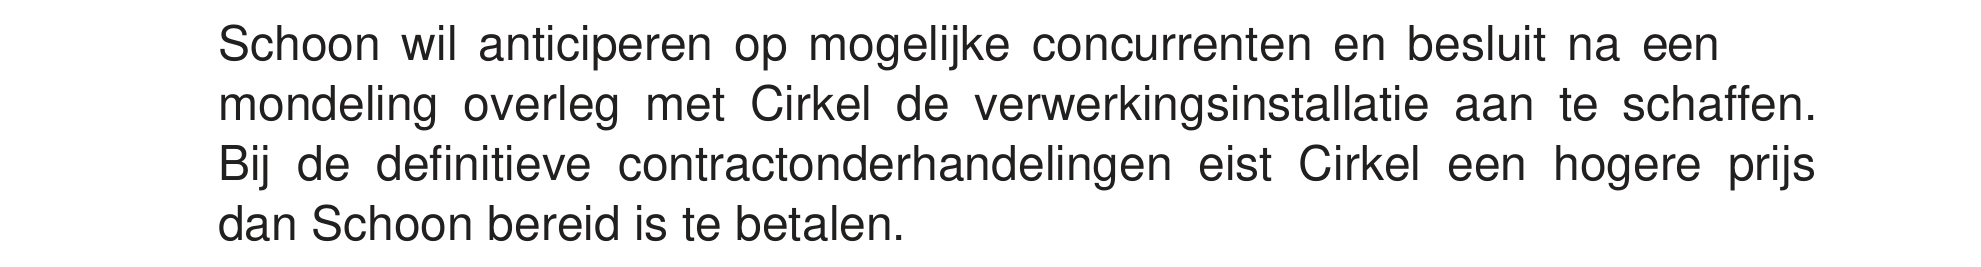 Schoon wil anticiperen op mogelijke concurrenten en besluit na een
mondeling overleg met Cirkel de verwerkingsinstallatie aan te schaffen.
Bij de definitieve contractonderhandelingen eist Cirkel een hogere prijs
dan Schoon bereid is te betalen.